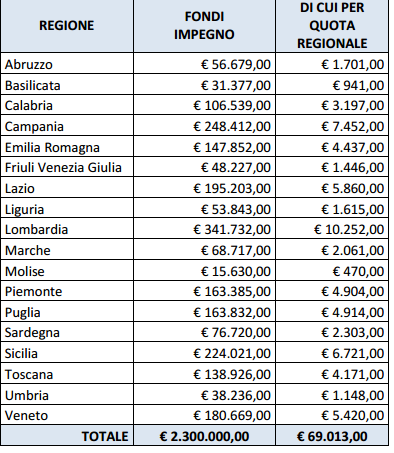 REGIONE FONDI IMPEGNO DI CUI PER QUOTA REGIONALE
Abruzzo € 56.679,00 € 1.701,00
Basilicata € 31.377,00 € 941,00
Calabria € 106.539,00 € 3.197,00
Campania € 248.412,00 € 7.452,00
Emilia Romagna € 147.852,00 € 4.437,00
Friuli Venezia Giulia € 48.227,00 € 1.446,00
Lazio € 195.203,00 € 5.860,00
Liguria € 53.843,00 € 1.615,00
Lombardia € 341.732,00 € 10.252,00
Marche € 68.717,00 € 2.061,00
Molise € 15.630,00 € 470,00
Piemonte € 163.385,00 € 4.904,00
Puglia € 163.832,00 € 4.914,00
Sardegna € 76.720,00 € 2.303,00
Sicilia € 224.021,00 € 6.721,00
Toscana € 138.926,00 € 4.171,00
Umbria € 38.236,00 € 1.148,00
Veneto € 180.669,00 € 5.420,00
TOTALE € 2.300.000,00 € 69.013,00